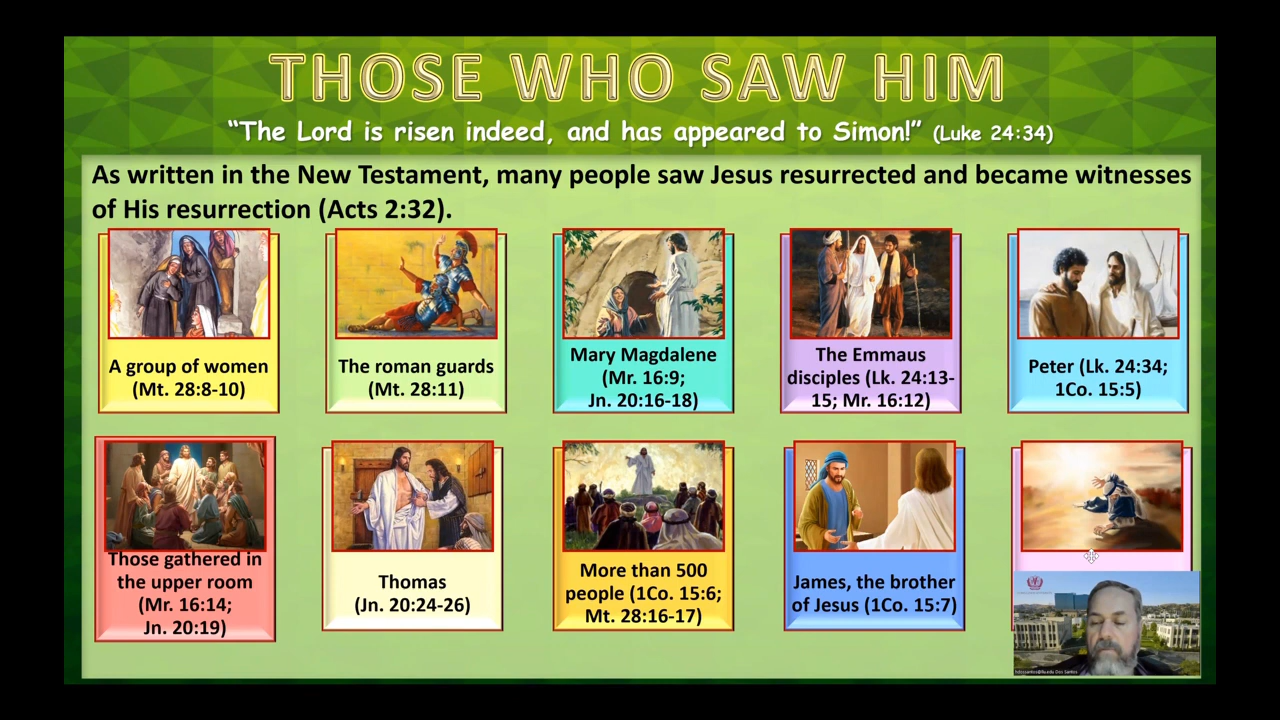 THOSE WHO SAW HIM
“The Lord is risen indeed, and has appeared to Simon!” (Luke 24:34)
As written in the New Testament, many people saw Jesus resurrected and became witnesses
of His resurrection (Acts 2:32).
A group of women
(Mt. 28:8-10)
The roman guards
(Mt. 28:11)
Mary Magdalene
(Mr. 16:9;
Jn. 20:16-18)
The Emmaus
disciples (Lk. 24:13-
15; Mr. 16:12)
Peter (Lk. 24:34;
1Co. 15:5)
Those gathered in
the upper room
(Mr. 16:14;
Jn. 20:19)
Thomas
(Jn. 20:24-26)
More than 500
people (1Co. 15:6;
Mt. 28:16-17)
James, the brother
of Jesus (1Co. 15:7)
Dos Santos